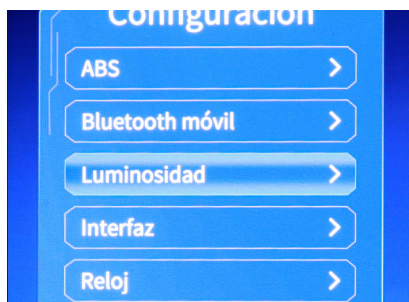 Configuración
ABS
Bluetooth móvil
Luminosidad
Interfaz
Reloj